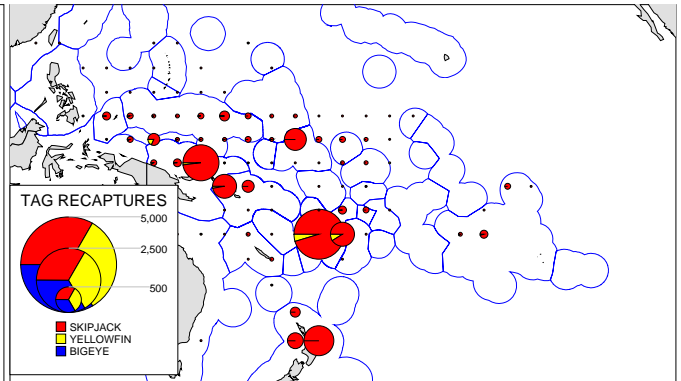 TAG RECAPTURES
5,000
2,500
500
SKIPJACK
YELLOWFIN
BIGEYE